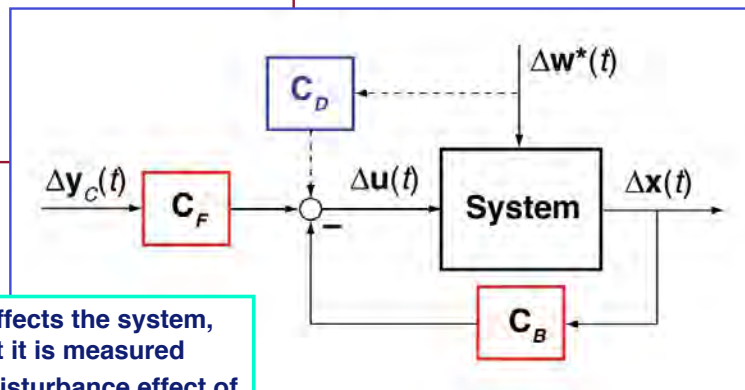 Δw*(t)
C_D
Δy_C(t)
C_F
Δu(t)
System
Δx(t)
−
C_B
ffects the system,
t it is measured
isturbance effect of